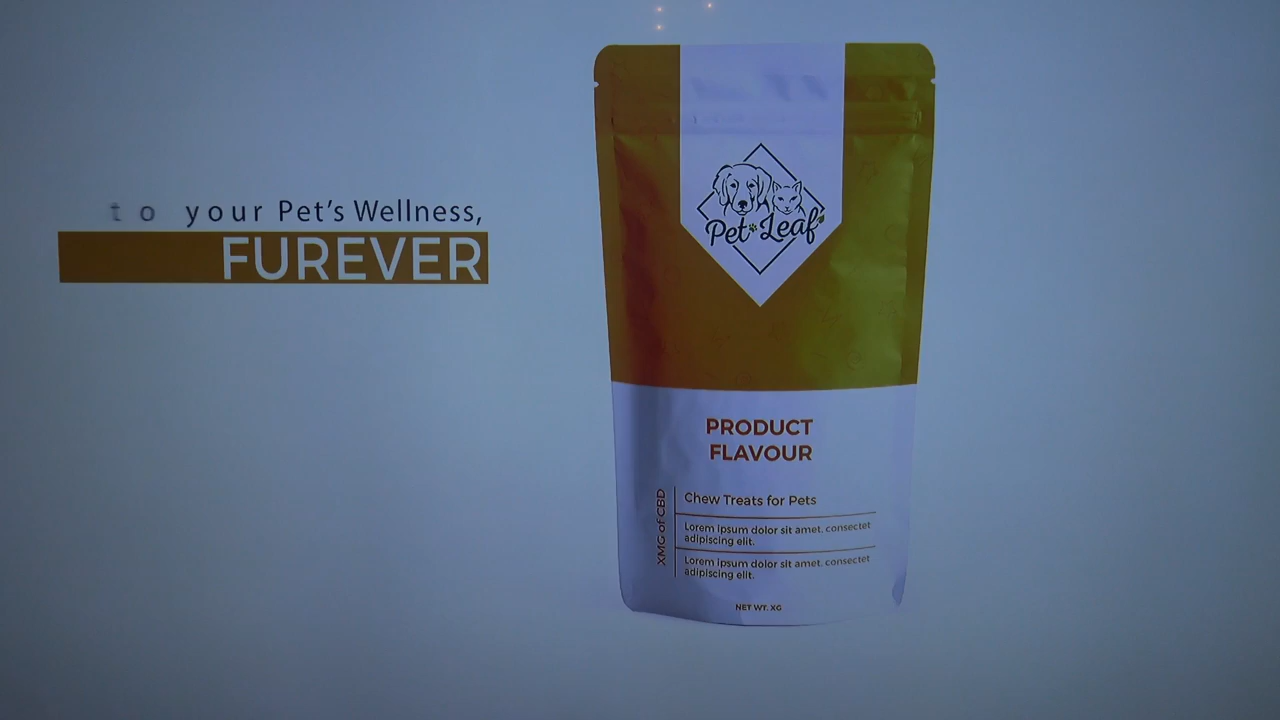 to your Pet's Wellness,
FUREVER
Pet Leaf
PRODUCT
FLAVOUR
XMG of CBD
Chew Treats for Pets
Lorem ipsum dolor sit amet, consectet
adipiscing elit.
Lorem ipsum dolor sit amet, consectet
adipiscing elit.
NET WT. XG